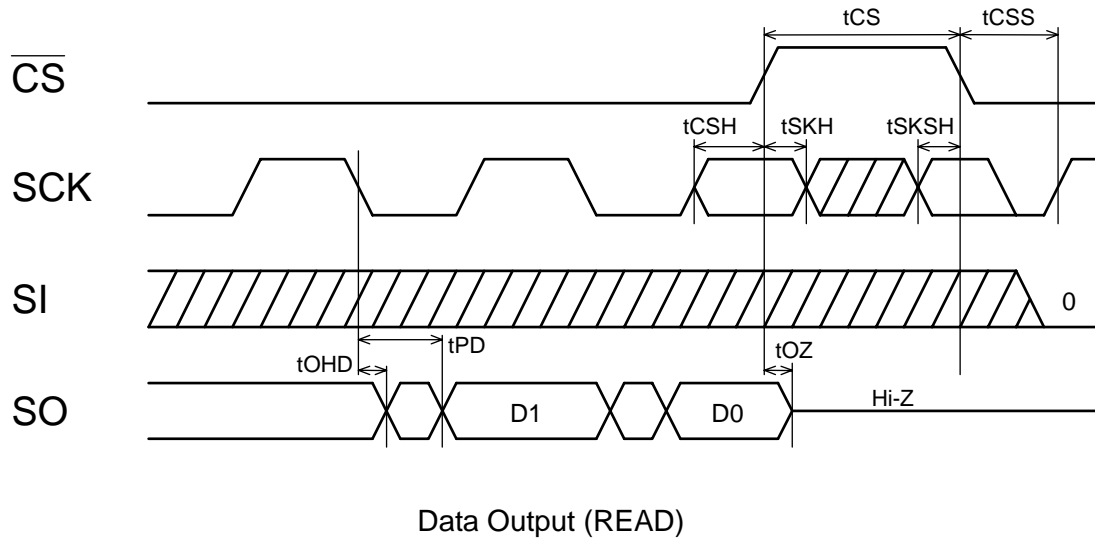 tCS
tCSS
CS
tCSH
tSKH
tSKSH
SCK
SI
0
tOHD
tPD
tOZ
SO
D1
D0
Hi-Z
Data Output (READ)